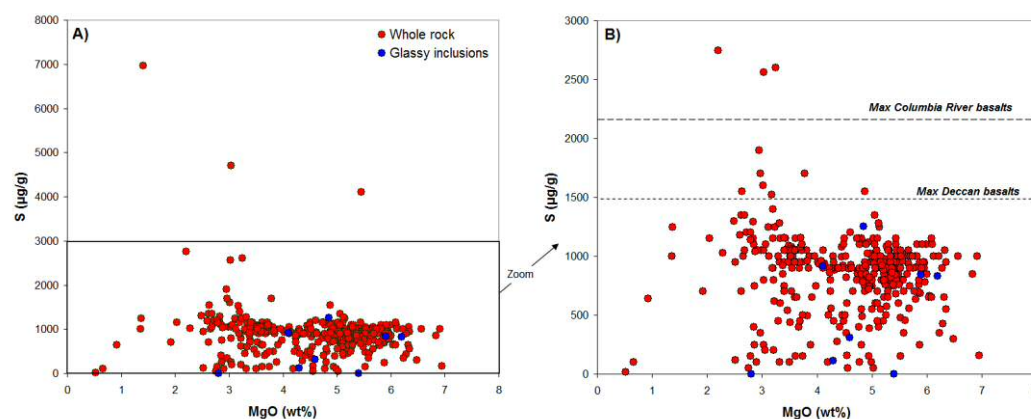 A)
Whole rock
Glassy inclusions
8000
7000
6000
5000
4000
3000
2000
1000
0
S (µg/g)
0 1 2 3 4 5 6 7 8
MgO (wt%)
Zoom
B)
3000
2500
2000
1500
1000
500
0
S (µg/g)
Max Columbia River basalts
Max Deccan basalts
0 1 2 3 4 5 6 7
MgO (wt%)